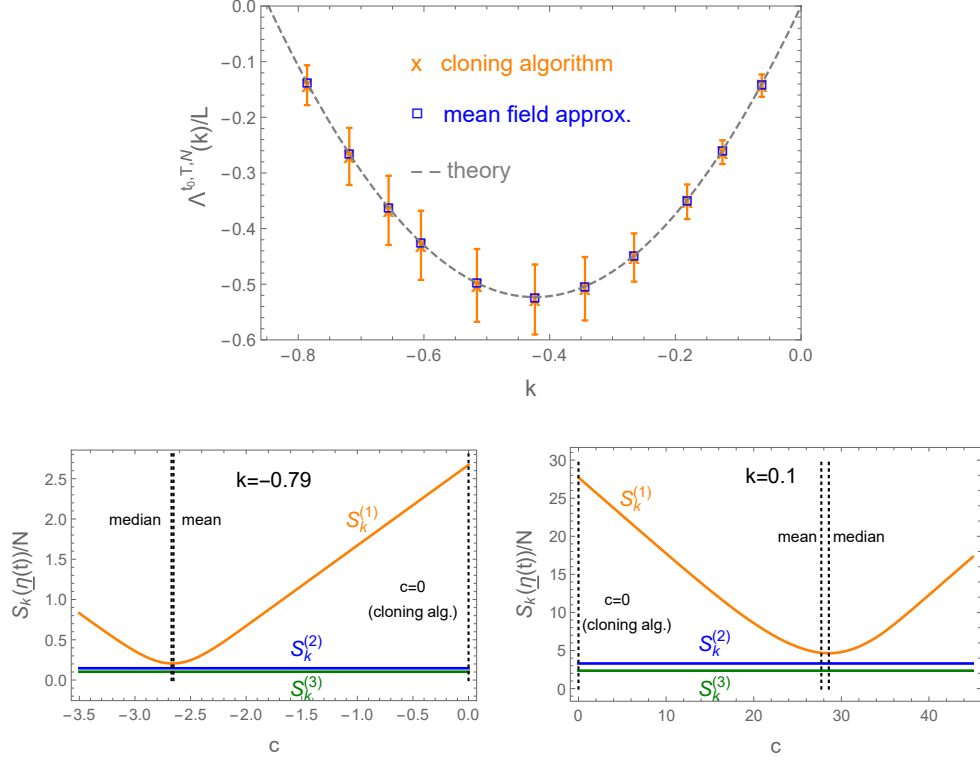 0.0
−0.1
−0.2
−0.3
−0.4
−0.5
−0.6
Λ^{t₀,T,N}(k)/L
x cloning algorithm
mean field approx.
theory
−0.8
−0.6
−0.4
−0.2
0.0
k
2.5
2.0
1.5
1.0
0.5
0.0
S_k(η(t))/N
k=−0.79
median
mean
S_k^{(1)}
c=0
(cloning alg.)
S_k^{(2)}
S_k^{(3)}
−3.5
−3.0
−2.5
−2.0
−1.5
−1.0
−0.5
0.0
c
30
25
20
15
10
5
0
S_k(η(t))/N
k=0.1
S_k^{(1)}
mean
median
c=0
(cloning alg.)
S_k^{(2)}
S_k^{(3)}
0
10
20
30
40
c